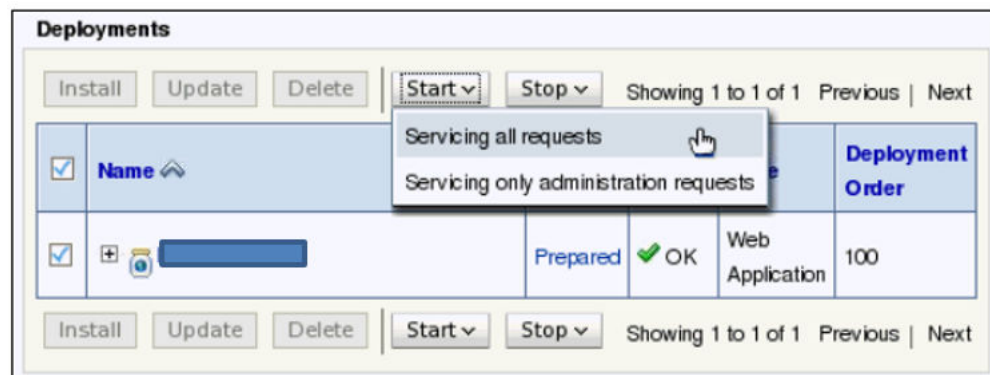 Deployments
Install Update Delete Start Stop Showing 1 to 1 of 1 Previous | Next
Servicing all requests
Servicing only administration requests
Name
Deployment Order
Prepared OK Web Application 100
Install Update Delete Start Stop Showing 1 to 1 of 1 Previous | Next